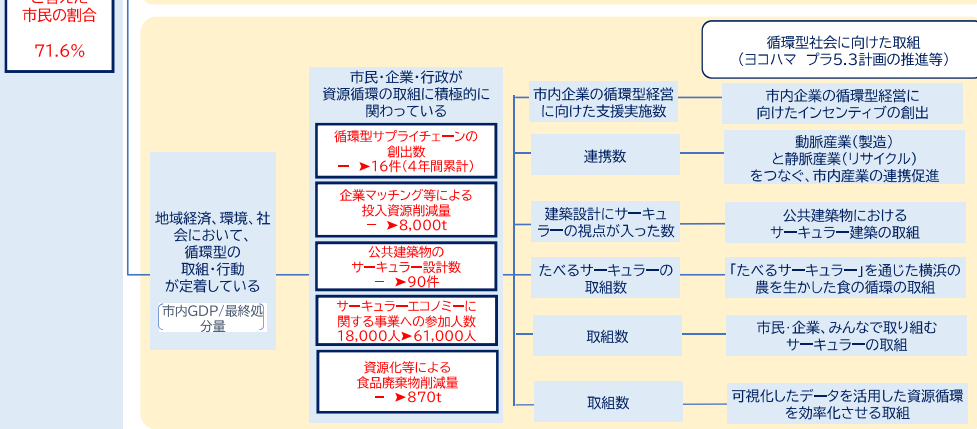 市民の割合
71.6%
循環型社会に向けた取組
(ヨコハマ プラ5.3計画の推進等)
地域経済、環境、社
会において、
循環型の
取組・行動
が定着している
市内GDP/最終処
分量
市民・企業・行政が
資源循環の取組に積極的に
関わっている
循環型サプライチェーンの
創出数
－ ➤16件(4年間累計)
企業マッチング等による
投入資源削減量
－ ➤8,000t
公共建築物の
サーキュラー設計数
－ ➤90件
サーキュラーエコノミーに
関する事業への参加人数
18,000人➤61,000人
資源化等による
食品廃棄物削減量
－ ➤870t
市内企業の循環型経営
に向けた支援実施数
市内企業の循環型経営に
向けたインセンティブの創出
連携数
動脈産業(製造)
と静脈産業(リサイクル)
をつなぐ、市内産業の連携促進
建築設計にサーキュ
ラーの視点が入った数
公共建築物における
サーキュラー建築の取組
たべるサーキュラーの
取組数
「たべるサーキュラー」を通じた横浜の
農を生かした食の循環の取組
取組数
市民・企業、みんなで取り組む
サーキュラーの取組
取組数
可視化したデータを活用した資源循環
を効率化させる取組